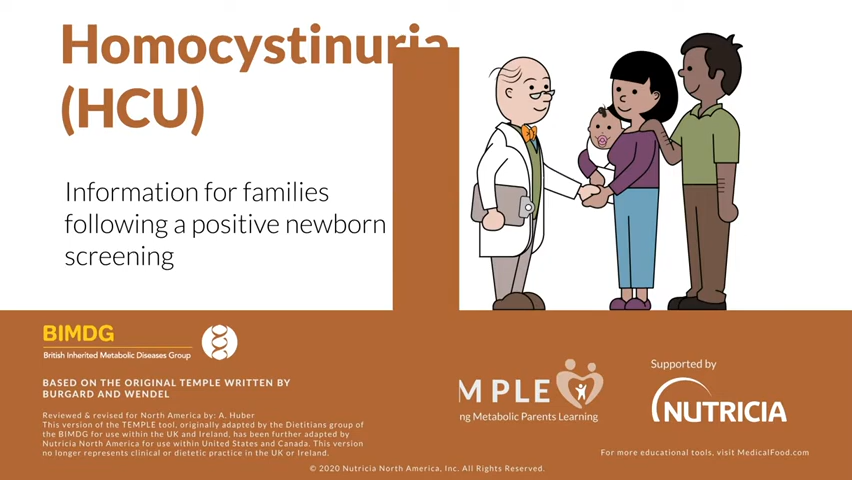 Homocystinuria
(HCU)
Information for families
following a positive newborn
screening
BIMDG
British Inherited Metabolic Diseases Group
BASED ON THE ORIGINAL TEMPLE WRITTEN BY
BURGARD AND WENDEL
Reviewed & revised for North America by: A. Huber
This version of the TEMPLE tool, originally adapted by the Dietitians group of
the BIMDG for use within the UK and Ireland, has been further adapted by
Nutricia North America for use within United States and Canada. This version
no longer represents clinical or dietetic practice in the UK or Ireland.
MPLE
ng Metabolic Parents Learning
Supported by
NUTRICIA
For more educational tools, visit MedicalFood.com
© 2020 Nutricia North America, Inc. All Rights Reserved.